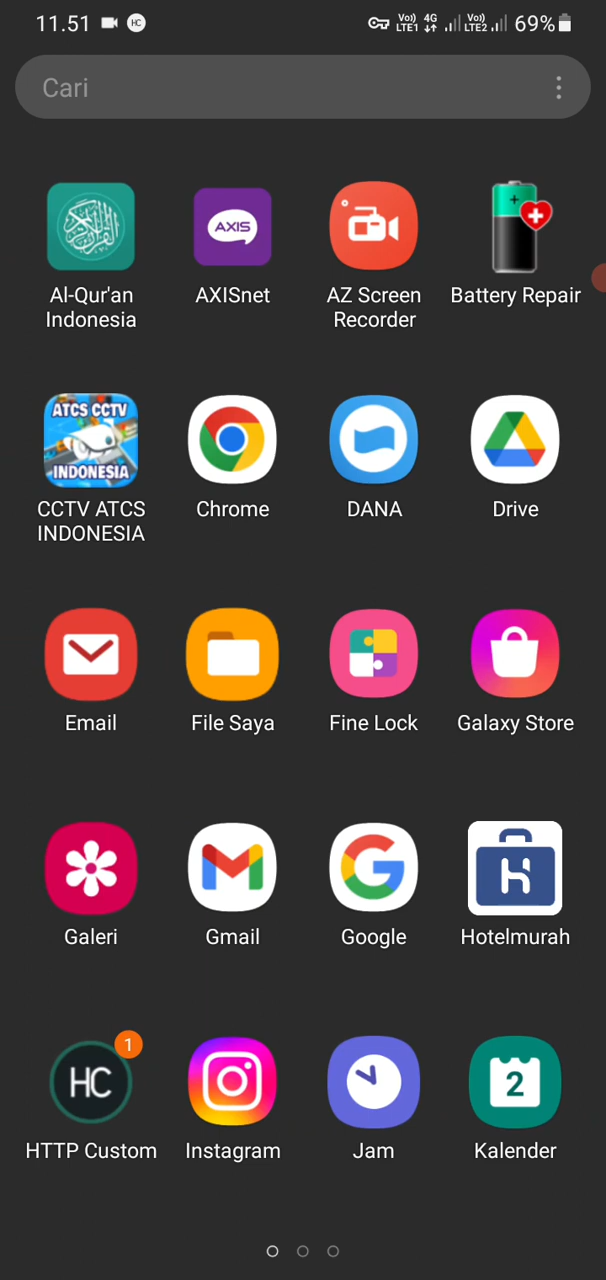 11.51 HC Vo) LTE1 4G Vo) LTE2 69%
Cari
AXIS
Al-Qur'an
Indonesia
AXISnet
AZ Screen
Recorder
Battery Repair
ATCS CCTV
INDONESIA
CCTV ATCS
INDONESIA
Chrome
DANA
Drive
Email
File Saya
Fine Lock
Galaxy Store
H
Galeri
Gmail
Google
Hotelmurah
HC
1
2
HTTP Custom
Instagram
Jam
Kalender